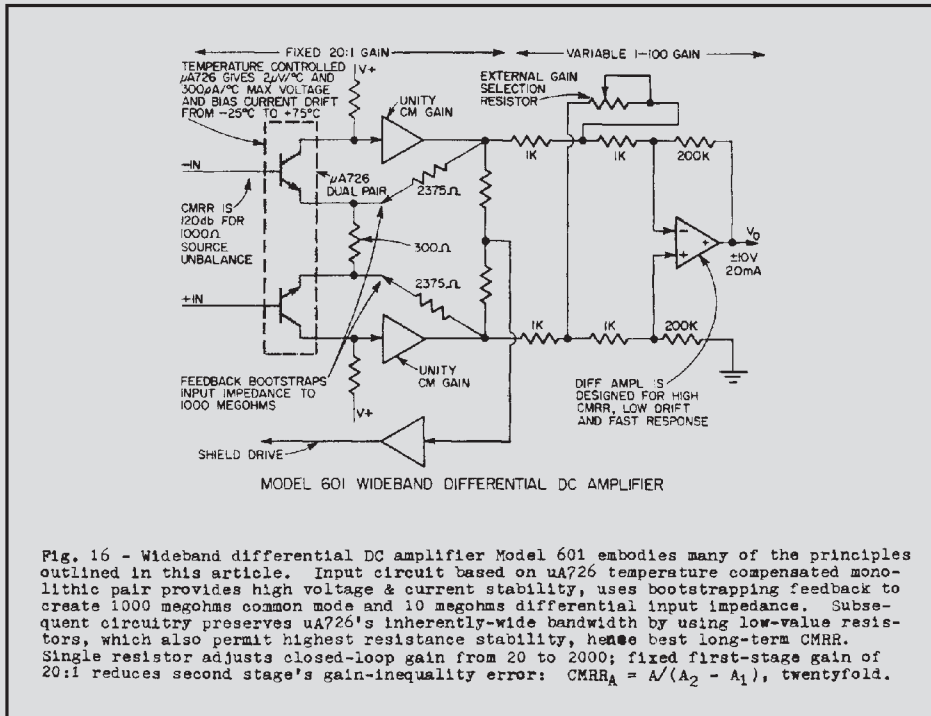 FIXED 20:1 GAIN
VARIABLE 1–100 GAIN
TEMPERATURE CONTROLLED
μA726 GIVES 2μV/°C AND
300ρA/°C MAX VOLTAGE
AND BIAS CURRENT DRIFT
FROM –25°C TO +75°C
V+
UNITY
CM GAIN
EXTERNAL GAIN
SELECTION
RESISTOR
1K
1K
200K
–IN
μA726
DUAL PAIR
2375Ω
CMRR IS
120db FOR
1000Ω
SOURCE
UNBALANCE
300Ω
–
+
+
V₀
±10V
20mA
2375Ω
+IN
1K
1K
200K
UNITY
CM GAIN
FEEDBACK BOOTSTRAPS
INPUT IMPEDANCE TO
1000 MEGOHMS
V+
DIFF AMPL IS
DESIGNED FOR HIGH
CMRR, LOW DRIFT
AND FAST RESPONSE
SHIELD DRIVE
MODEL 601 WIDEBAND DIFFERENTIAL DC AMPLIFIER
Fig. 16 - Wideband differential DC amplifier Model 601 embodies many of the principles
outlined in this article. Input circuit based on uA726 temperature compensated mono-
lithic pair provides high voltage & current stability, uses bootstrapping feedback to
create 1000 megohms common mode and 10 megohms differential input impedance. Subse-
quent circuitry preserves uA726's inherently-wide bandwidth by using low-value resis-
tors, which also permit highest resistance stability, hence best long-term CMRR.
Single resistor adjusts closed-loop gain from 20 to 2000; fixed first-stage gain of
20:1 reduces second stage's gain-inequality error: CMRR_A = A/(A₂ - A₁), twentyfold.